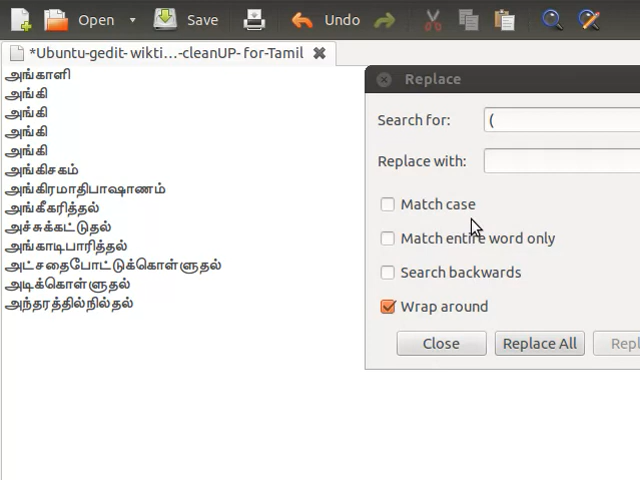 Open Save Undo
*Ubuntu-gedit- wikti...-cleanUP- for-Tamil
அங்காளி
அங்கி
அங்கி
அங்கி
அங்கி
அங்கிசகம்
அங்கிரமாதிபாஷாணம்
அங்கீகரித்தல்
அச்சுக்கட்டுதல்
அங்காடிபாரித்தல்
அட்சதைபோட்டுக்கொள்ளுதல்
அடிக்கொள்ளுதல்
அந்தரத்தில்நில்தல்
Replace
Search for: (
Replace with:
Match case
Match entire word only
Search backwards
Wrap around
Close Replace All Repl